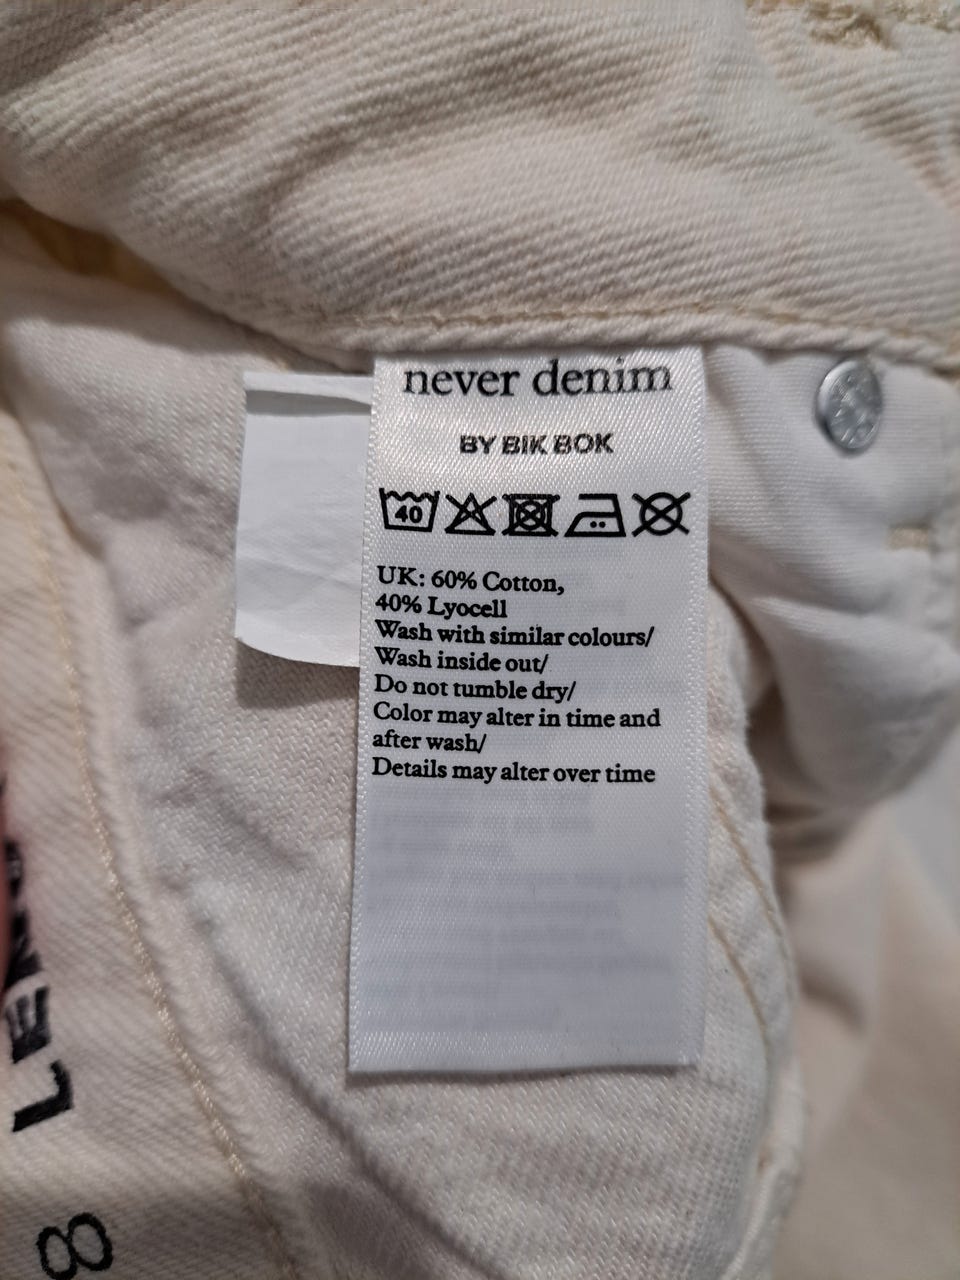 never denim
BY BIK BOK
40
UK: 60% Cotton,
40% Lyocell
Wash with similar colours/
Wash inside out/
Do not tumble dry/
Color may alter in time and
after wash/
Details may alter over time
8